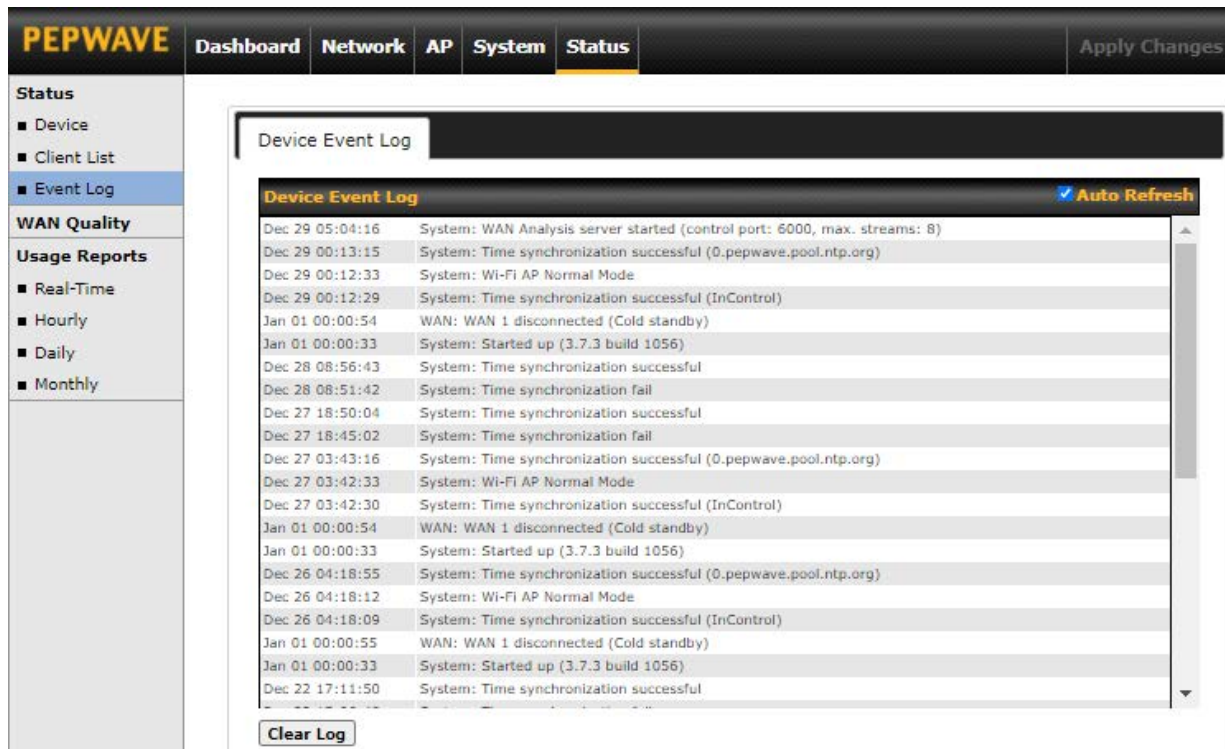 PEPWAVE Dashboard Network AP System Status Apply Changes
Status
Device
Client List
Event Log
WAN Quality
Usage Reports
Real-Time
Hourly
Daily
Monthly
Device Event Log
Device Event Log Auto Refresh
Dec 29 05:04:16 System: WAN Analysis server started (control port: 6000, max. streams: 8)
Dec 29 00:13:15 System: Time synchronization successful (0.pepwave.pool.ntp.org)
Dec 29 00:12:33 System: Wi-Fi AP Normal Mode
Dec 29 00:12:29 System: Time synchronization successful (InControl)
Jan 01 00:00:54 WAN: WAN 1 disconnected (Cold standby)
Jan 01 00:00:33 System: Started up (3.7.3 build 1056)
Dec 28 08:56:43 System: Time synchronization successful
Dec 28 08:51:42 System: Time synchronization fail
Dec 27 18:50:04 System: Time synchronization successful
Dec 27 18:45:02 System: Time synchronization fail
Dec 27 03:43:16 System: Time synchronization successful (0.pepwave.pool.ntp.org)
Dec 27 03:42:33 System: Wi-Fi AP Normal Mode
Dec 27 03:42:30 System: Time synchronization successful (InControl)
Jan 01 00:00:54 WAN: WAN 1 disconnected (Cold standby)
Jan 01 00:00:33 System: Started up (3.7.3 build 1056)
Dec 26 04:18:55 System: Time synchronization successful (0.pepwave.pool.ntp.org)
Dec 26 04:18:12 System: Wi-Fi AP Normal Mode
Dec 26 04:18:09 System: Time synchronization successful (InControl)
Jan 01 00:00:55 WAN: WAN 1 disconnected (Cold standby)
Jan 01 00:00:33 System: Started up (3.7.3 build 1056)
Dec 22 17:11:50 System: Time synchronization successful
Clear Log